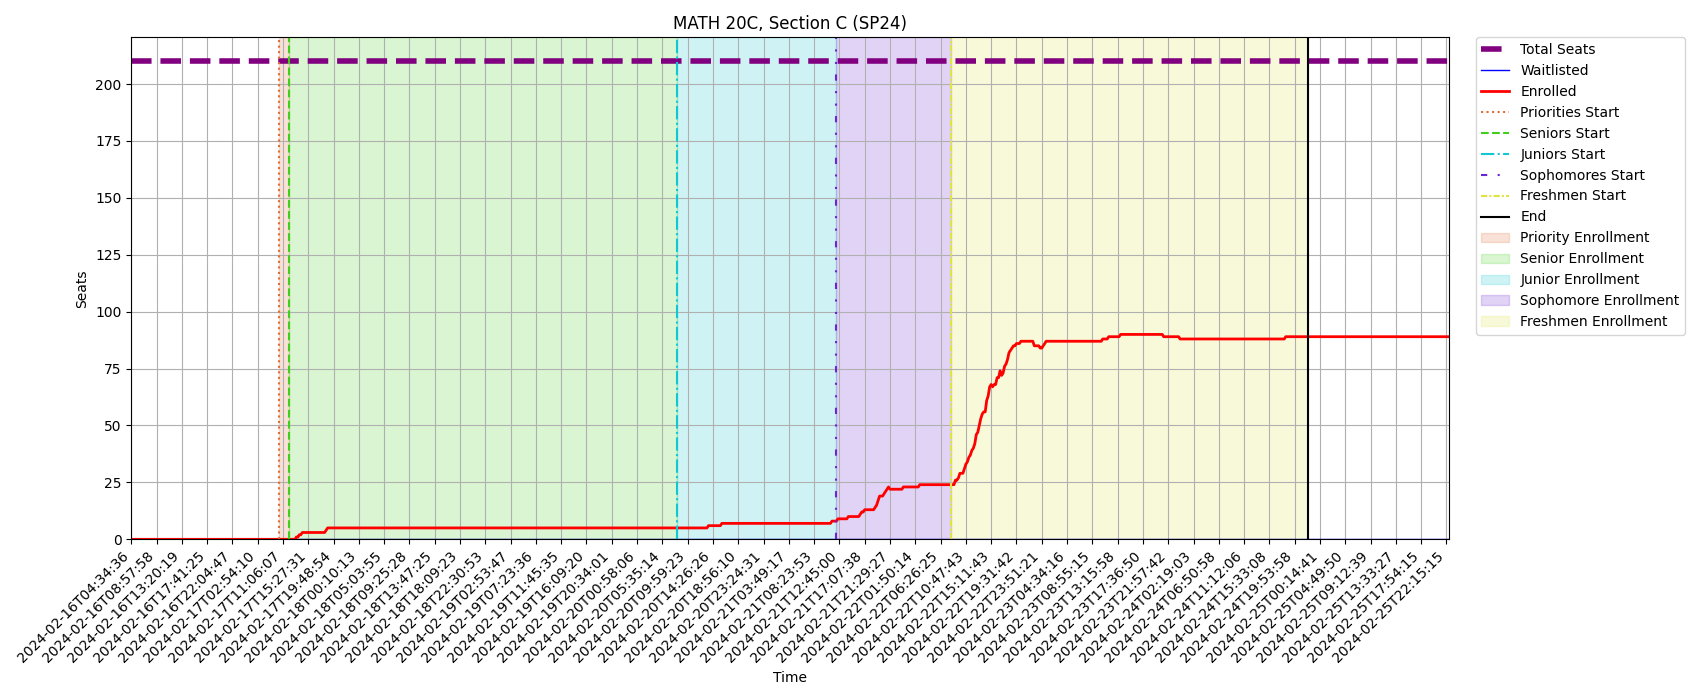 MATH 20C, Section C (SP24)
Seats
200
175
150
125
100
75
50
25
0
2024-02-16T04:34:36
2024-02-16T08:57:58
2024-02-16T13:20:19
2024-02-16T17:41:25
2024-02-16T22:04:47
2024-02-17T02:54:10
2024-02-17T11:06:07
2024-02-17T15:27:31
2024-02-17T19:48:54
2024-02-18T00:10:13
2024-02-18T05:03:55
2024-02-18T09:25:28
2024-02-18T13:47:25
2024-02-18T18:09:23
2024-02-18T22:30:53
2024-02-19T02:53:47
2024-02-19T07:23:36
2024-02-19T11:45:35
2024-02-19T16:09:20
2024-02-19T20:34:01
2024-02-20T00:58:06
2024-02-20T05:35:14
2024-02-20T09:59:23
2024-02-20T14:26:26
2024-02-20T18:56:10
2024-02-20T23:24:31
2024-02-21T03:49:17
2024-02-21T08:23:53
2024-02-21T12:45:00
2024-02-21T17:07:38
2024-02-21T21:29:27
2024-02-22T01:50:14
2024-02-22T06:26:25
2024-02-22T10:47:43
2024-02-22T15:11:43
2024-02-22T19:31:42
2024-02-22T23:51:21
2024-02-23T04:34:16
2024-02-23T08:55:15
2024-02-23T13:15:58
2024-02-23T17:36:50
2024-02-23T21:57:42
2024-02-24T02:19:03
2024-02-24T06:50:58
2024-02-24T11:12:06
2024-02-24T15:33:08
2024-02-24T19:53:58
2024-02-25T00:14:41
2024-02-25T04:49:50
2024-02-25T09:12:39
2024-02-25T13:33:27
2024-02-25T17:54:15
2024-02-25T22:15:15
Time
Total Seats
Waitlisted
Enrolled
Priorities Start
Seniors Start
Juniors Start
Sophomores Start
Freshmen Start
End
Priority Enrollment
Senior Enrollment
Junior Enrollment
Sophomore Enrollment
Freshmen Enrollment